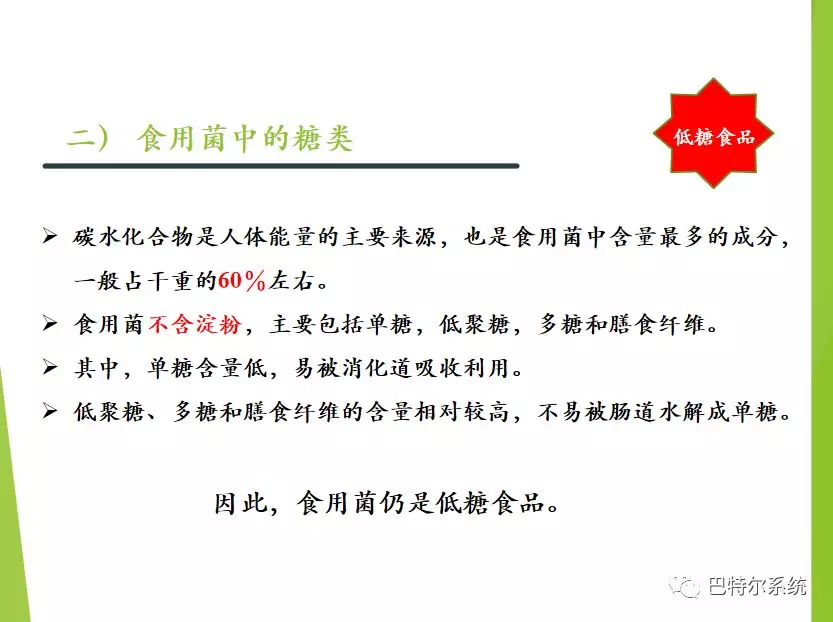 二） 食用菌中的糖类
低糖食品
碳水化合物是人体能量的主要来源，也是食用菌中含量最多的成分，
一般占干重的60%左右。
食用菌不含淀粉，主要包括单糖，低聚糖，多糖和膳食纤维。
其中，单糖含量低，易被消化道吸收利用。
低聚糖、多糖和膳食纤维的含量相对较高，不易被肠道水解成单糖。
因此，食用菌仍是低糖食品。
巴特尔系统